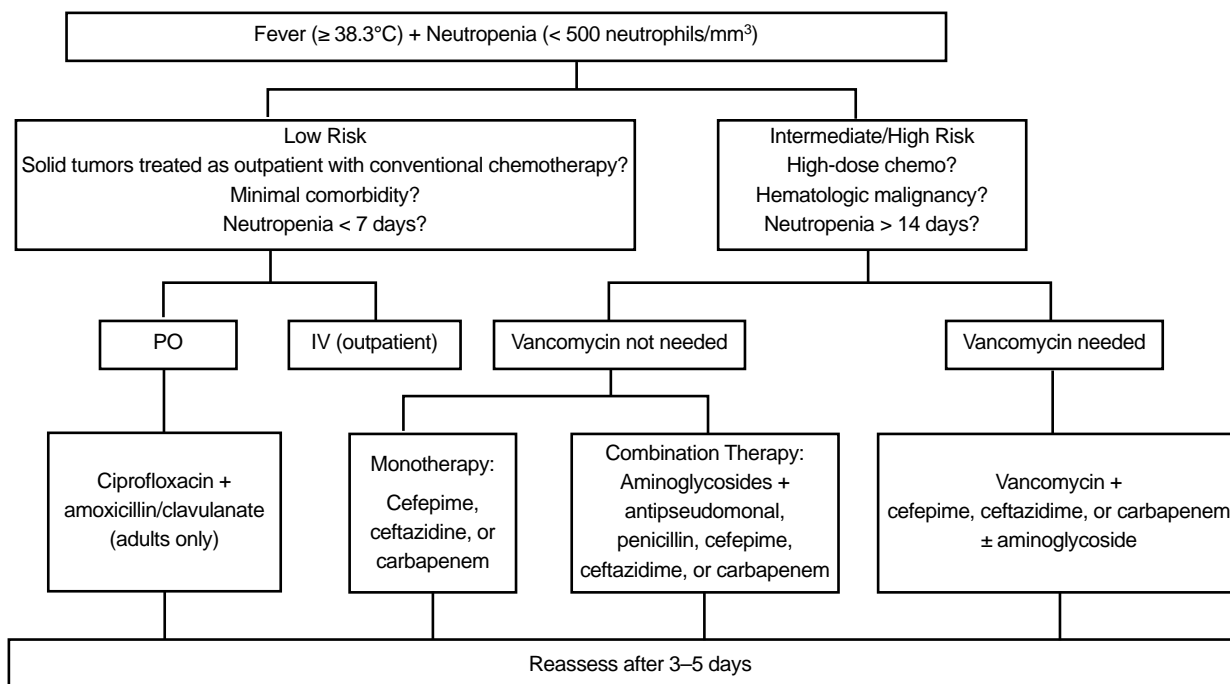 Fever (≥ 38.3°C) + Neutropenia (< 500 neutrophils/mm³)
Low Risk
Solid tumors treated as outpatient with conventional chemotherapy?
Minimal comorbidity?
Neutropenia < 7 days?
Intermediate/High Risk
High-dose chemo?
Hematologic malignancy?
Neutropenia > 14 days?
PO
IV (outpatient)
Vancomycin not needed
Vancomycin needed
Ciprofloxacin +
amoxicillin/clavulanate
(adults only)
Monotherapy:
Cefepime,
ceftazidine, or
carbapenem
Combination Therapy:
Aminoglycosides +
antipseudomonal,
penicillin, cefepime,
ceftazidime, or carbapenem
Vancomycin +
cefepime, ceftazidime, or carbapenem
± aminoglycoside
Reassess after 3–5 days